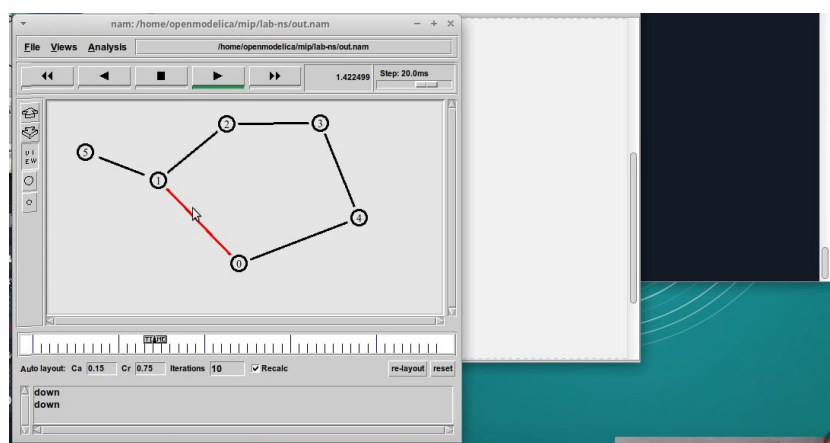 nam: /home/openmodelica/mip/lab-ns/out.nam
File Views Analysis /home/openmodelica/mip/lab-ns/out.nam
1.422499 Step: 20.0ms
VIEW
2 3
5
1
4
0
TIME
Auto layout: Ca 0.15 Cr 0.75 Iterations 10 Recalc re-layout reset
down
down